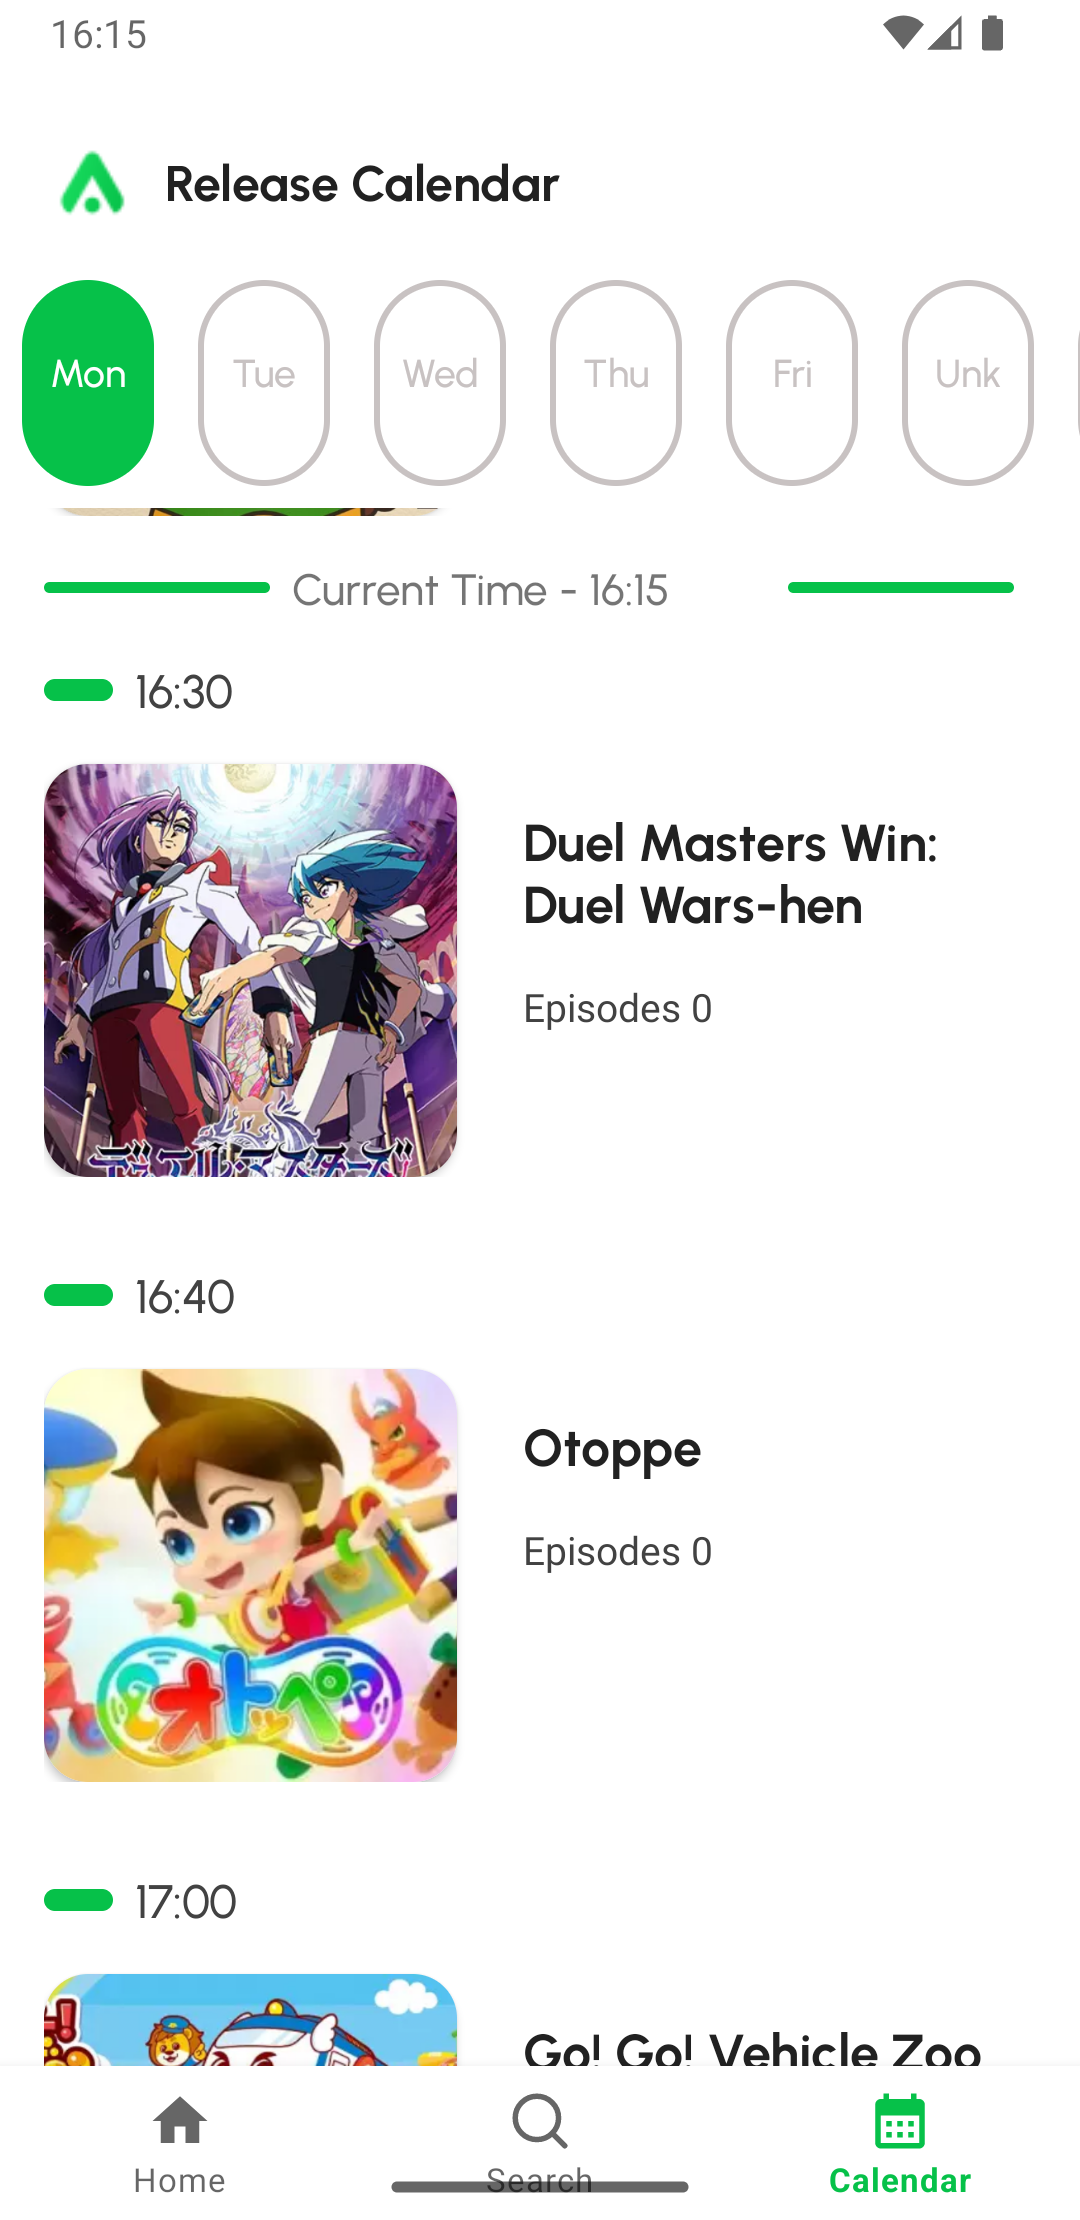 16:15
Release Calendar
Mon
Tue
Wed
Thu
Fri
Unk
Current Time - 16:15
16:30
Duel Masters Win:
Duel Wars-hen
Episodes 0
デュエル・マスターズ
16:40
Otoppe
Episodes 0
オトッペ
17:00
Go! Go! Vehicle Zoo
Home
Search
Calendar